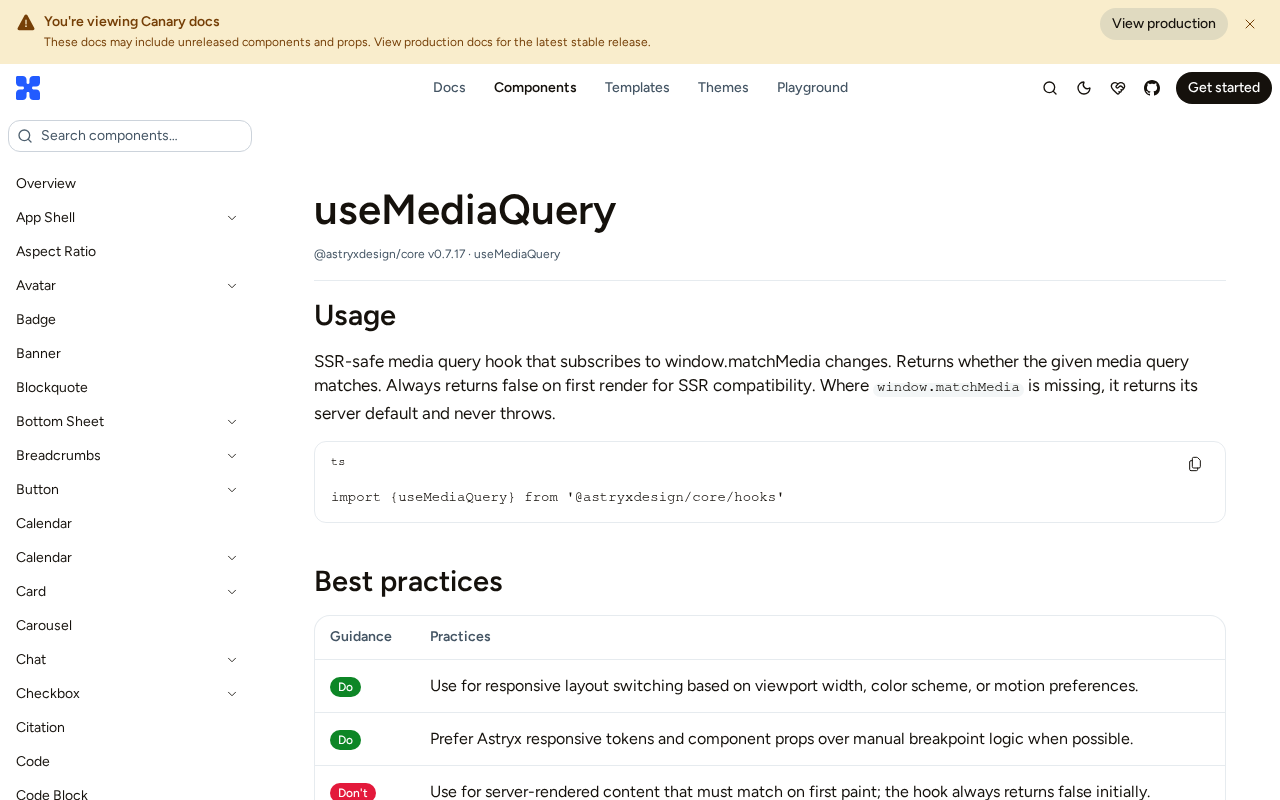 You're viewing Canary docs
These docs may include unreleased components and props. View production docs for the latest stable release.
View production
Docs
Components
Templates
Themes
Playground
Get started
Search components...
Overview
App Shell
Aspect Ratio
Avatar
Badge
Banner
Blockquote
Bottom Sheet
Breadcrumbs
Button
Calendar
Calendar
Card
Carousel
Chat
Checkbox
Citation
Code
Code Block
useMediaQuery
@astryxdesign/core v0.7.17 · useMediaQuery
Usage
SSR-safe media query hook that subscribes to window.matchMedia changes. Returns whether the given media query
matches. Always returns false on first render for SSR compatibility. Where window.matchMedia is missing, it returns its
server default and never throws.
ts
import {useMediaQuery} from '@astryxdesign/core/hooks'
Best practices
Guidance Practices
Do Use for responsive layout switching based on viewport width, color scheme, or motion preferences.
Do Prefer Astryx responsive tokens and component props over manual breakpoint logic when possible.
Don't Use for server-rendered content that must match on first paint; the hook always returns false initially.